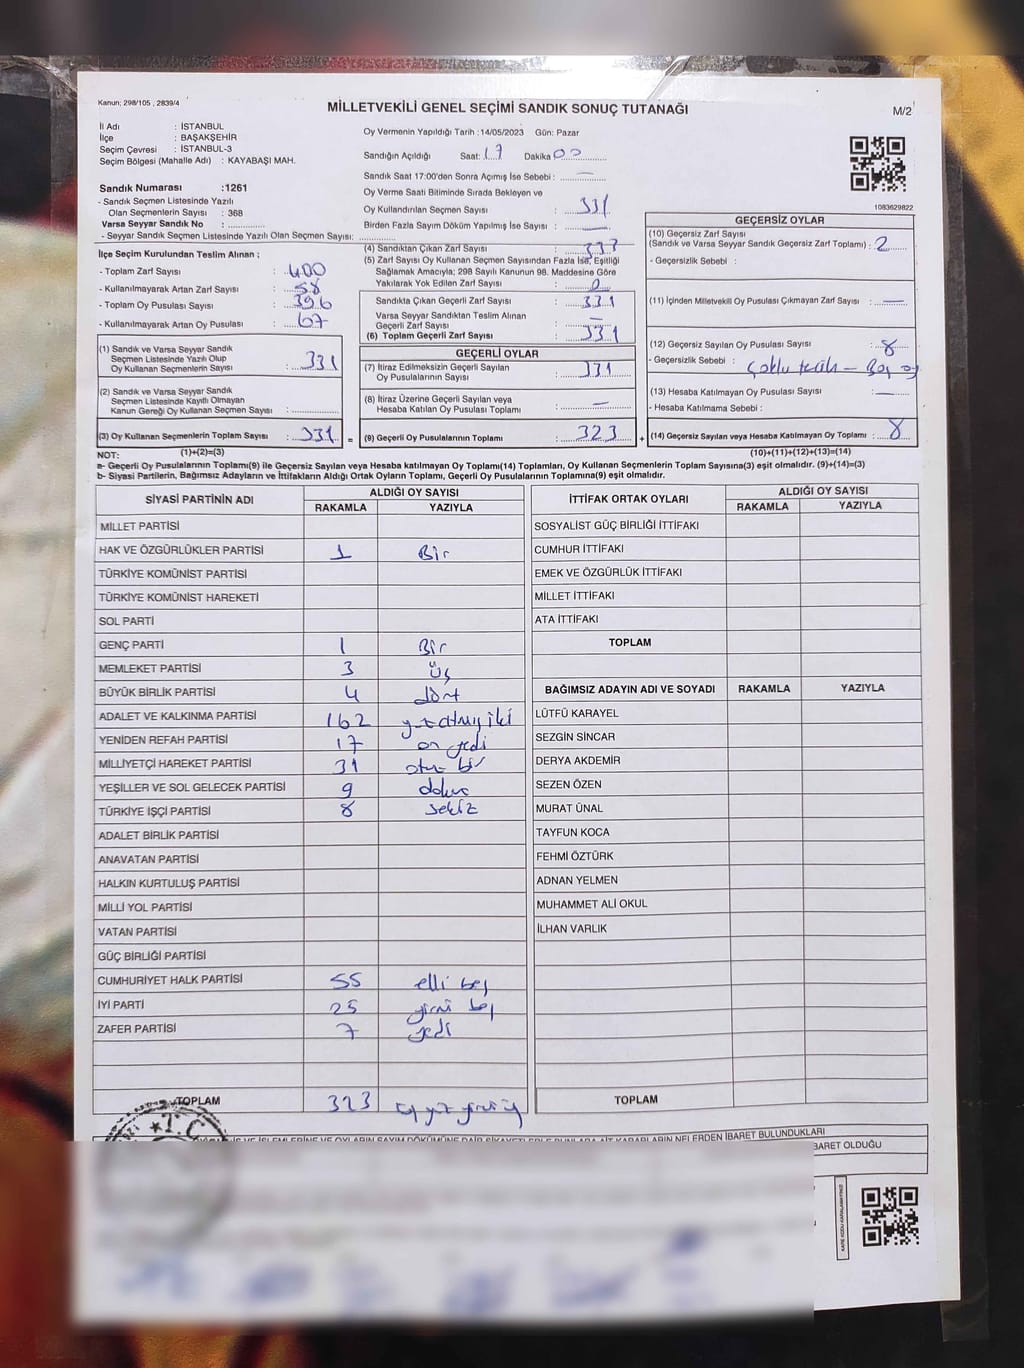 Kanun; 298/105 , 2839/4
MİLLETVEKİLİ GENEL SEÇİMİ SANDIK SONUÇ TUTANAĞI
M/2
İl Adı : İSTANBUL
İlçe : BAŞAKŞEHİR
Seçim Çevresi : İSTANBUL-3
Seçim Bölgesi (Mahalle Adı) : KAYABAŞI MAH.
Sandık Numarası :1261
- Sandık Seçmen Listesinde Yazılı
Olan Seçmenlerin Sayısı : 368
Varsa Seyyar Sandık No :
- Seyyar Sandık Seçmen Listesinde Yazılı Olan Seçmen Sayısı:
Oy Vermenin Yapıldığı Tarih :14/05/2023 Gün: Pazar
Sandığın Açıldığı Saat: 17 Dakika 00
Sandık Saat 17:00'den Sonra Açımış İse Sebebi : —
Oy Verme Saati Bitiminde Sırada Bekleyen ve
Oy Kullandırılan Seçmen Sayısı : 331
Birden Fazla Sayım Döküm Yapılmış İse Sayısı : —
1083629822
İlçe Seçim Kurulundan Teslim Alınan ;
- Toplam Zarf Sayısı : 400
- Kullanılmayarak Artan Zarf Sayısı : 58
- Toplam Oy Pusulası Sayısı : 396
- Kullanılmayarak Artan Oy Pusulası : 67
(4) Sandıktan Çıkan Zarf Sayısı : 333
(5) Zarf Sayısı Oy Kullanan Seçmen Sayısından Fazla İse, Eşitliği
Sağlamak Amacıyla; 298 Sayılı Kanunun 98. Maddesine Göre
Yakılarak Yok Edilen Zarf Sayısı : 0
Sandıkta Çıkan Geçerli Zarf Sayısı : 331
Varsa Seyyar Sandıktan Teslim Alınan
Geçerli Zarf Sayısı : —
(6) Toplam Geçerli Zarf Sayısı : 331
GEÇERSİZ OYLAR
(10) Geçersiz Zarf Sayısı
(Sandık ve Varsa Seyyar Sandık Geçersiz Zarf Toplamı) : 2
- Geçersizlik Sebebi :
(11) İçinden Milletvekili Oy Pusulası Çıkmayan Zarf Sayısı : —
(12) Geçersiz Sayılan Oy Pusulası Sayısı : 8
- Geçersizlik Sebebi : Çoklu tercih – Boş oy
(13) Hesaba Katılmayan Oy Pusulası Sayısı : —
- Hesaba Katılmama Sebebi :
(14) Geçersiz Sayılan veya Hesaba Katılmayan Oy Toplamı : 8
(1) Sandık ve Varsa Seyyar Sandık
Seçmen Listesinde Yazılı Olup
Oy Kullanan Seçmenlerin Sayısı : 331
(2) Sandık ve Varsa Seyyar Sandık
Seçmen Listesinde Kayıtlı Olmayan
Kanun Gereği Oy Kullanan Seçmen Sayısı :
(3) Oy Kullanan Seçmenlerin Toplam Sayısı : 331 =
GEÇERLİ OYLAR
(7) İtiraz Edilmeksizin Geçerli Sayılan
Oy Pusulalarının Sayısı : 331
(8) İtiraz Üzerine Geçerli Sayılan veya
Hesaba Katılan Oy Pusulası Toplamı : —
(9) Geçerli Oy Pusulalarının Toplamı : 323 +
NOT: (1)+(2)=(3) (10)+(11)+(12)+(13)=(14)
a- Geçerli Oy Pusulalarının Toplamı(9) ile Geçersiz Sayılan veya Hesaba katılmayan Oy Toplamı(14) Toplamları, Oy Kullanan Seçmenlerin Toplam Sayısına(3) eşit olmalıdır. (9)+(14)=(3)
b- Siyasi Partilerin, Bağımsız Adayların ve İttifakların Aldığı Ortak Oyların Toplamı, Geçerli Oy Pusulalarının Toplamına(9) eşit olmalıdır.
SİYASİ PARTİNİN ADI ALDIĞI OY SAYISI
RAKAMLA YAZIYLA
MİLLET PARTİSİ
HAK VE ÖZGÜRLÜKLER PARTİSİ 1 Bir
TÜRKİYE KOMÜNİST PARTİSİ
TÜRKİYE KOMÜNİST HAREKETİ
SOL PARTİ
GENÇ PARTİ 1 Bir
MEMLEKET PARTİSİ 3 üç
BÜYÜK BİRLİK PARTİSİ 4 dört
ADALET VE KALKINMA PARTİSİ 162 yüz altmış iki
YENİDEN REFAH PARTİSİ 17 on yedi
MİLLİYETÇİ HAREKET PARTİSİ 31 otuz bir
YEŞİLLER VE SOL GELECEK PARTİSİ 9 dokuz
TÜRKİYE İŞÇİ PARTİSİ 8 sekiz
ADALET BİRLİK PARTİSİ
ANAVATAN PARTİSİ
HALKIN KURTULUŞ PARTİSİ
MİLLİ YOL PARTİSİ
VATAN PARTİSİ
GÜÇ BİRLİĞİ PARTİSİ
CUMHURİYET HALK PARTİSİ 55 elli beş
İYİ PARTİ 25 yirmi beş
ZAFER PARTİSİ 7 yedi
TOPLAM 323 üç yüz yirmi üç
İTTİFAK ORTAK OYLARI ALDIĞI OY SAYISI
RAKAMLA YAZIYLA
SOSYALİST GÜÇ BİRLİĞİ İTTİFAKI
CUMHUR İTTİFAKI
EMEK VE ÖZGÜRLÜK İTTİFAKI
MİLLET İTTİFAKI
ATA İTTİFAKI
TOPLAM
BAĞIMSIZ ADAYIN ADI VE SOYADI RAKAMLA YAZIYLA
LÜTFÜ KARAYEL
SEZGİN SİNCAR
DERYA AKDEMİR
SEZEN ÖZEN
MURAT ÜNAL
TAYFUN KOCA
FEHMİ ÖZTÜRK
ADNAN YELMEN
MUHAMMET ALİ OKUL
İLHAN VARLIK
TOPLAM
T.C
KARARLARIN NELERDEN İBARET BULUNDUKLARI
İBARET OLDUĞU